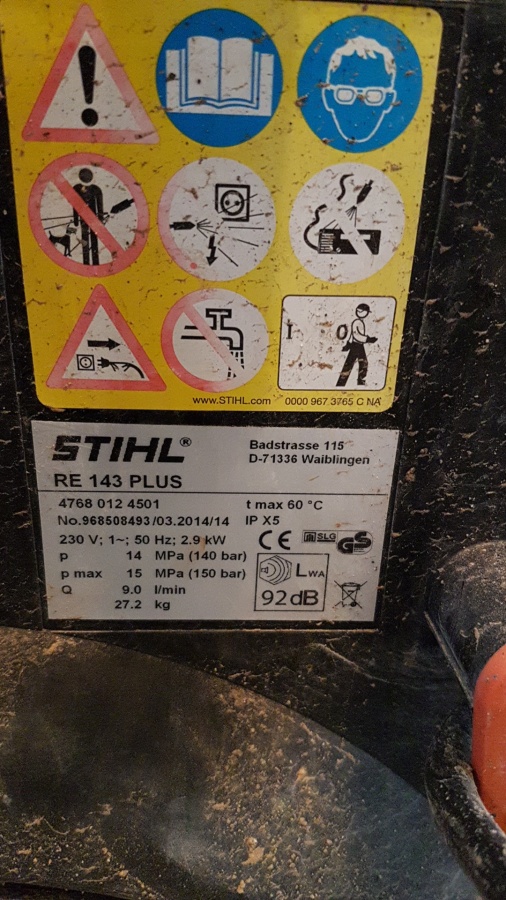 I O
www.STIHL.com 0000 967 3765 C NA
STIHL®
Badstrasse 115
D-71336 Waiblingen
RE 143 PLUS
4768 012 4501 t max 60 °C
No.968508493/03.2014/14 IP X5
230 V; 1~; 50 Hz; 2.9 kW
CE SLG GS
p 14 MPa (140 bar)
p max 15 MPa (150 bar)
Q 9.0 l/min
27.2 kg
LWA
92dB